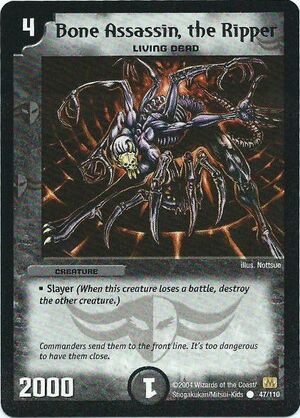 4 Bone Assassin, the Ripper
LIVING DEAD
illus. Nottsuo
CREATURE
■ Slayer (When this creature loses a battle, destroy
the other creature.)
Commanders send them to the front line. It's too dangerous
to have them close.
2000
1
©2004 Wizards of the Coast/
Shogakukan/Mitsui-Kids ● 47/110